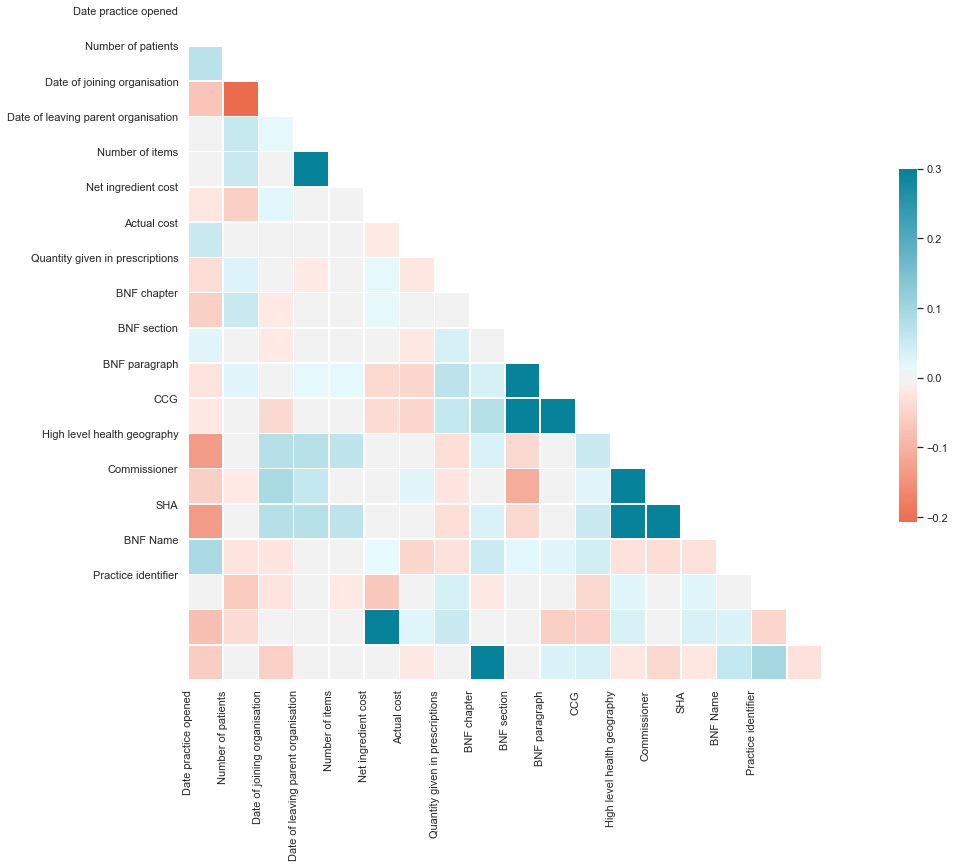 Date practice opened
Number of patients
Date of joining organisation
Date of leaving parent organisation
Number of items
Net ingredient cost
Actual cost
Quantity given in prescriptions
BNF chapter
BNF section
BNF paragraph
CCG
High level health geography
Commissioner
SHA
BNF Name
Practice identifier
0.3
0.2
0.1
0.0
−0.1
−0.2
Date practice opened
Number of patients
Date of joining organisation
Date of leaving parent organisation
Number of items
Net ingredient cost
Actual cost
Quantity given in prescriptions
BNF chapter
BNF section
BNF paragraph
CCG
High level health geography
Commissioner
SHA
BNF Name
Practice identifier